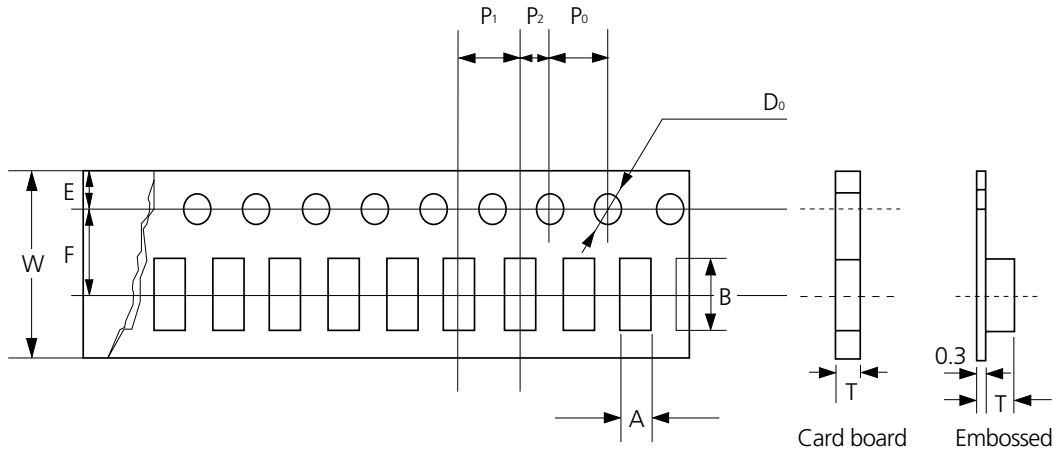 P₁ P₂ P₀
D₀
E
F
W
B
0.3
T T
A
Card board Embossed